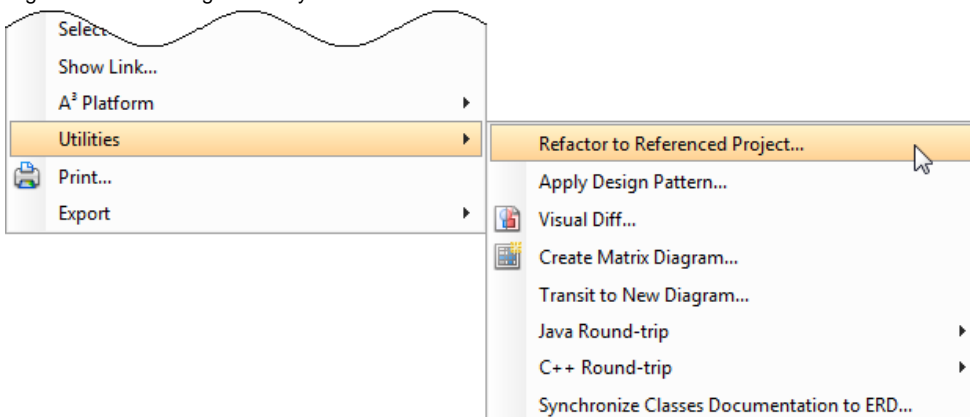 Show Link...
A³ Platform
Utilities
Print...
Export
Refactor to Referenced Project...
Apply Design Pattern...
Visual Diff...
Create Matrix Diagram...
Transit to New Diagram...
Java Round-trip
C++ Round-trip
Synchronize Classes Documentation to ERD...